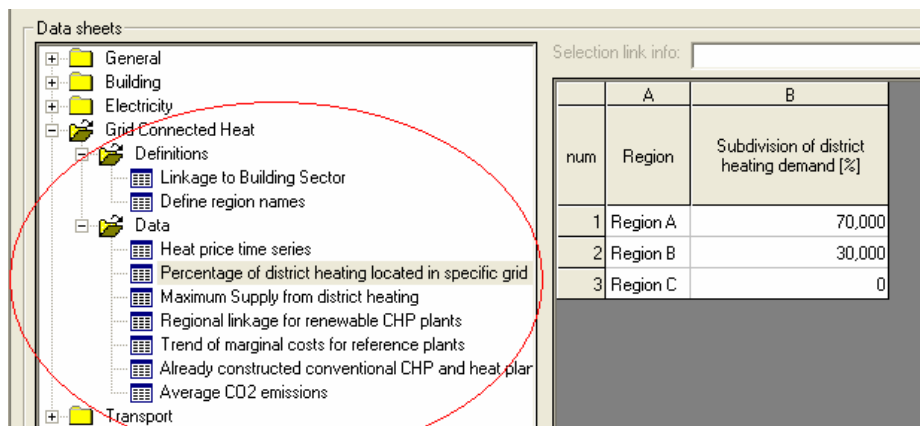 Data sheets
General
Building
Electricity
Grid Connected Heat
Definitions
Linkage to Building Sector
Define region names
Data
Heat price time series
Percentage of district heating located in specific grid
Maximum Supply from district heating
Regional linkage for renewable CHP plants
Trend of marginal costs for reference plants
Already constructed conventional CHP and heat plan
Average CO2 emissions
Transport
Selection link info:
A B
num Region Subdivision of district
heating demand [%]
1 Region A 70,000
2 Region B 30,000
3 Region C 0